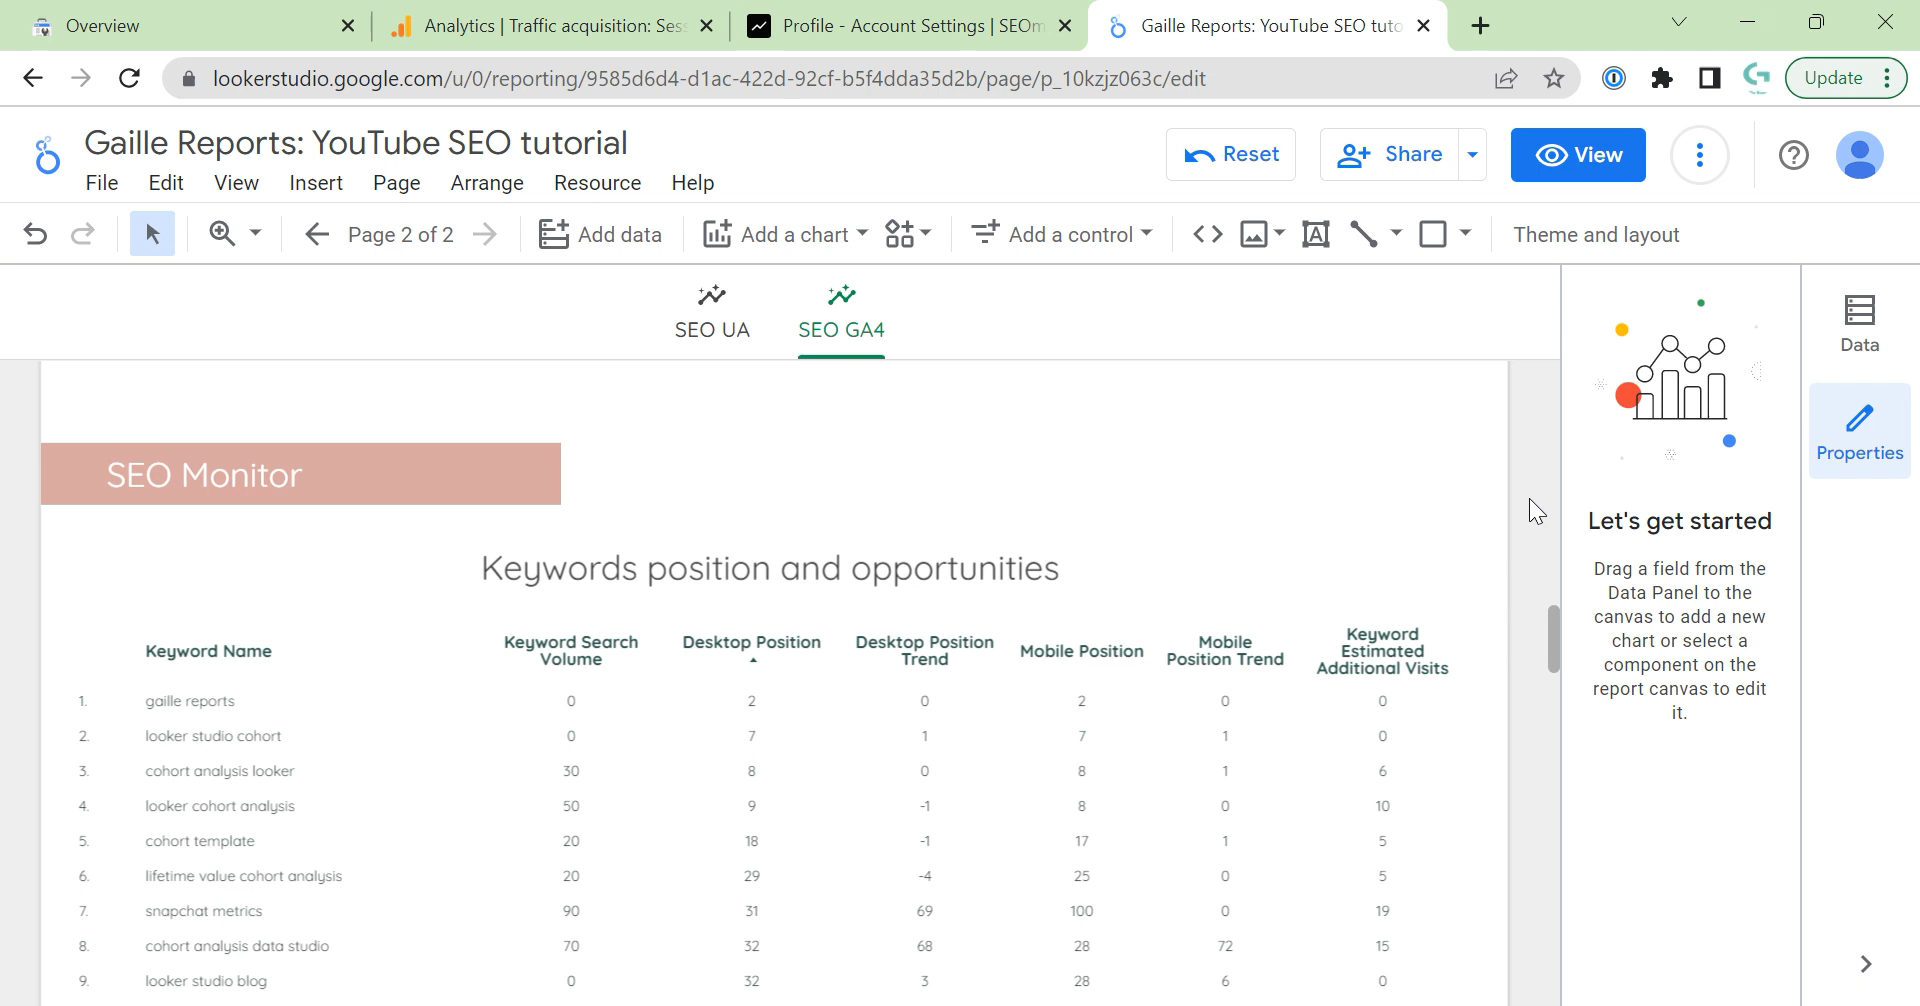 Overview
Analytics | Traffic acquisition: Ses
Profile - Account Settings | SEOm
Gaille Reports: YouTube SEO tuto
lookerstudio.google.com/u/0/reporting/9585d6d4-d1ac-422d-92cf-b5f4dda35d2b/page/p_10kzjz063c/edit
Update
Gaille Reports: YouTube SEO tutorial
Reset
Share
View
File Edit View Insert Page Arrange Resource Help
Page 2 of 2
Add data
Add a chart
Add a control
Theme and layout
SEO UA
SEO GA4
Data
Properties
SEO Monitor
Let's get started
Drag a field from the
Data Panel to the
canvas to add a new
chart or select a
component on the
report canvas to edit
it.
Keywords position and opportunities
Keyword Name
Keyword Search
Volume
Desktop Position
Desktop Position
Trend
Mobile Position
Mobile
Position Trend
Keyword
Estimated
Additional Visits
1. gaille reports 0 2 0 2 0 0
2. looker studio cohort 0 7 1 7 1 0
3. cohort analysis looker 30 8 0 8 1 6
4. looker cohort analysis 50 9 -1 8 0 10
5. cohort template 20 18 -1 17 1 5
6. lifetime value cohort analysis 20 29 -4 25 0 5
7. snapchat metrics 90 31 69 100 0 19
8. cohort analysis data studio 70 32 68 28 72 15
9. looker studio blog 0 32 3 28 6 0